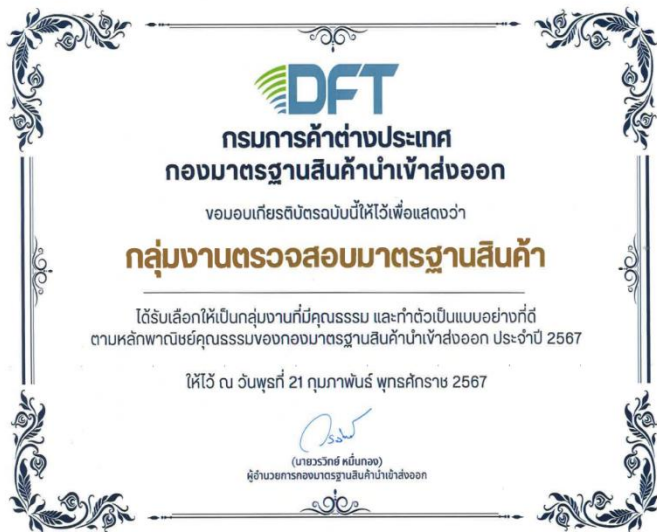 DFT
กรมการค้าต่างประเทศ
กองมาตรฐานสินค้านำเข้าส่งออก
ขอมอบเกียรติบัตรฉบับนี้ให้ไว้เพื่อแสดงว่า
กลุ่มงานตรวจสอบมาตรฐานสินค้า
ได้รับเลือกให้เป็นกลุ่มงานที่มีคุณธรรม และทำตัวเป็นแบบอย่างที่ดี
ตามหลักพาณิชย์คุณธรรมของกองมาตรฐานสินค้านำเข้าส่งออก ประจำปี 2567
ให้ไว้ ณ วันพุธที่ 21 กุมภาพันธ์ พุทธศักราช 2567
(นายวรวิทย์ หมื่นทอง)
ผู้อำนวยการกองมาตรฐานสินค้านำเข้าส่งออก